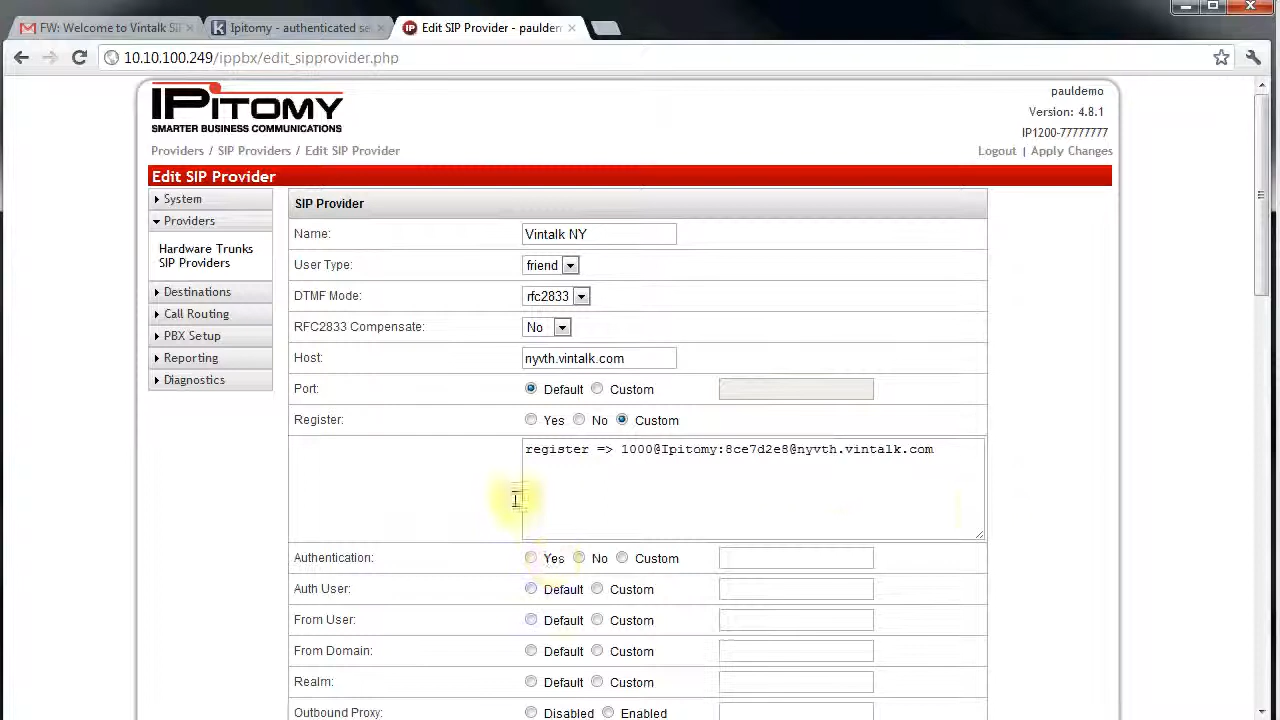 FW: Welcome to Vintalk SI
Ipitomy - authenticated se
Edit SIP Provider - paulden
10.10.100.249/ippbx/edit_sipprovider.php
IPITOMY
SMARTER BUSINESS COMMUNICATIONS
pauldemo
Version: 4.8.1
IP1200-77777777
Providers / SIP Providers / Edit SIP Provider
Logout | Apply Changes
Edit SIP Provider
System
Providers
Hardware Trunks
SIP Providers
Destinations
Call Routing
PBX Setup
Reporting
Diagnostics
SIP Provider
Name: Vintalk NY
User Type: friend
DTMF Mode: rfc2833
RFC2833 Compensate: No
Host: nyvth.vintalk.com
Port: Default Custom
Register: Yes No Custom
register => 1000@Ipitomy:8ce7d2e8@nyvth.vintalk.com
Authentication: Yes No Custom
Auth User: Default Custom
From User: Default Custom
From Domain: Default Custom
Realm: Default Custom
Outbound Proxy: Disabled Enabled